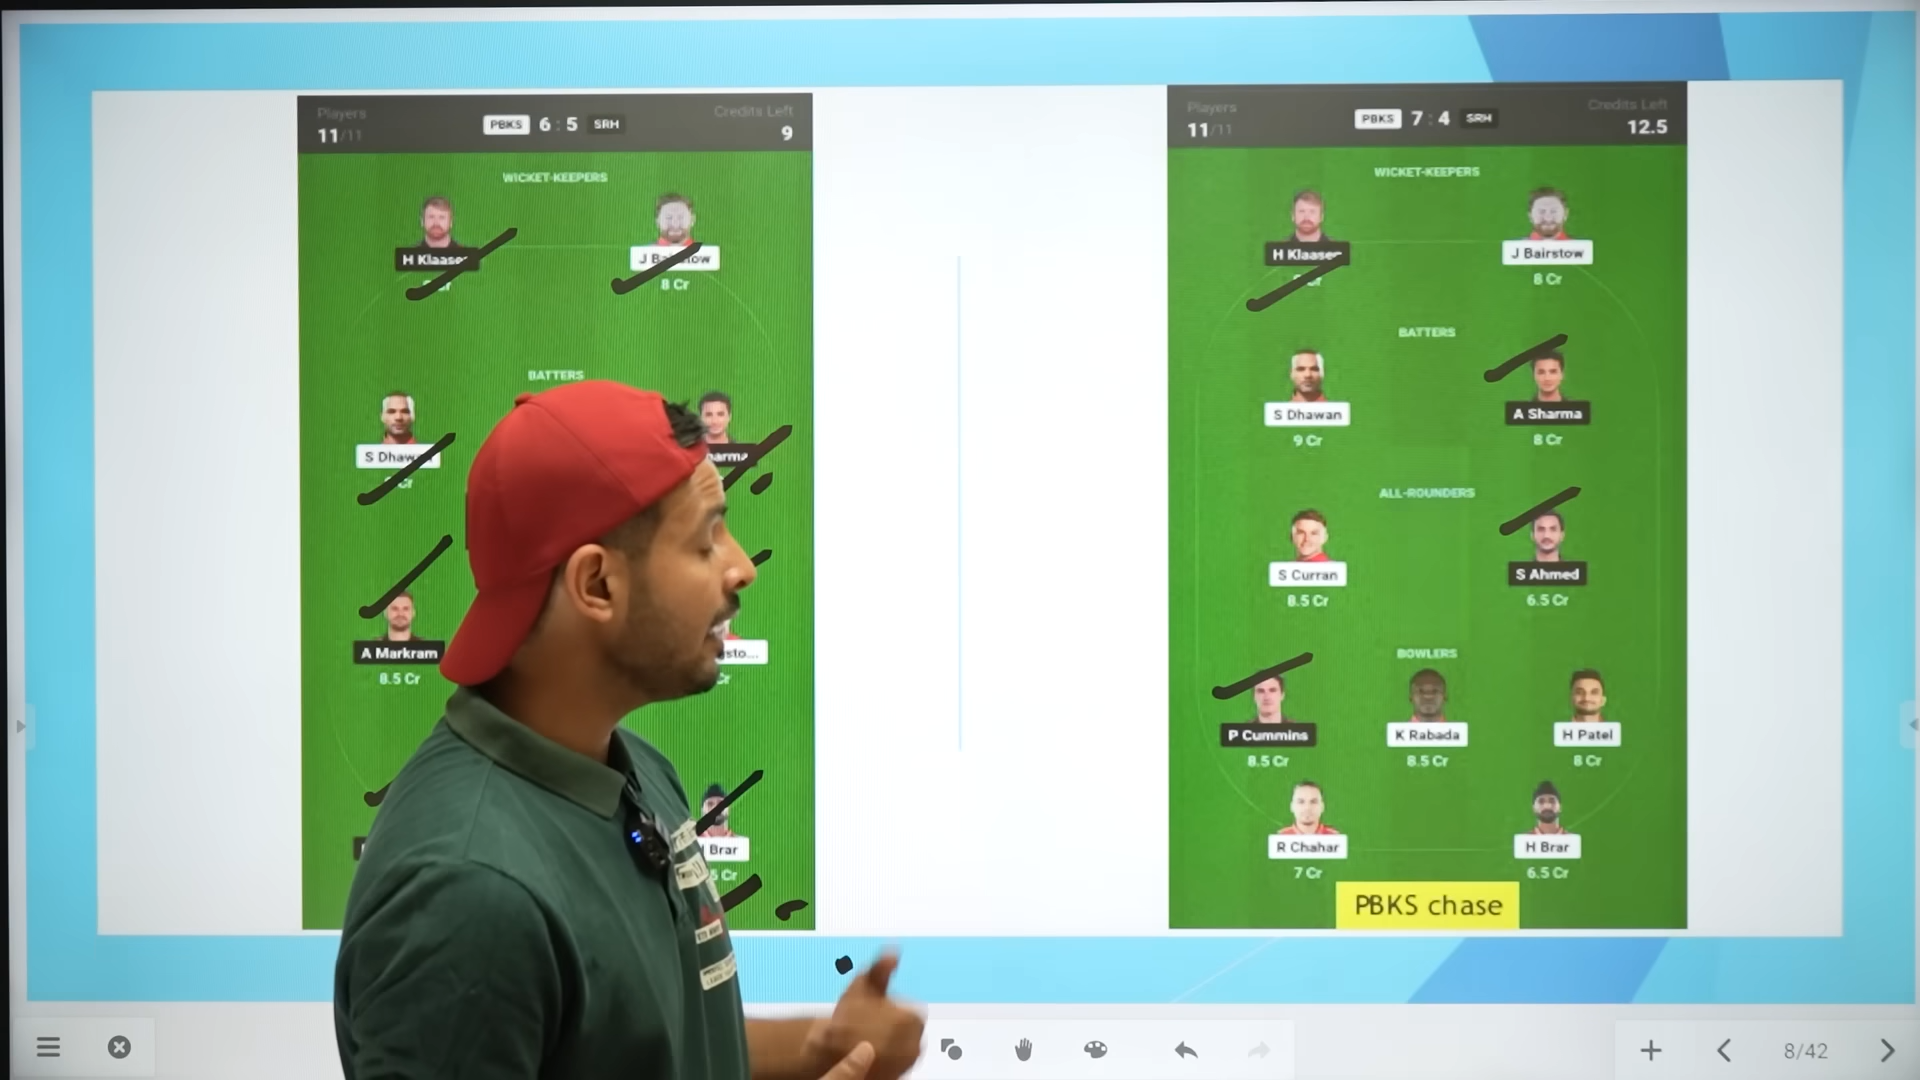 Players
11/11
PBKS 6 : 5 SRH
Credits Left
9
WICKET-KEEPERS
H Klaasen
J Bairstow
8 Cr
BATTERS
S Dhawan
A Markram
8.5 Cr
Brar
Players
11/11
PBKS 7 : 4 SRH
Credits Left
12.5
WICKET-KEEPERS
H Klaasen
J Bairstow
8 Cr
BATTERS
S Dhawan
A Sharma
9 Cr
8 Cr
ALL-ROUNDERS
S Curran
S Ahmed
8.5 Cr
6.5 Cr
BOWLERS
P Cummins
K Rabada
H Patel
8.5 Cr
8.5 Cr
8 Cr
R Chahar
H Brar
7 Cr
6.5 Cr
PBKS chase
8/42